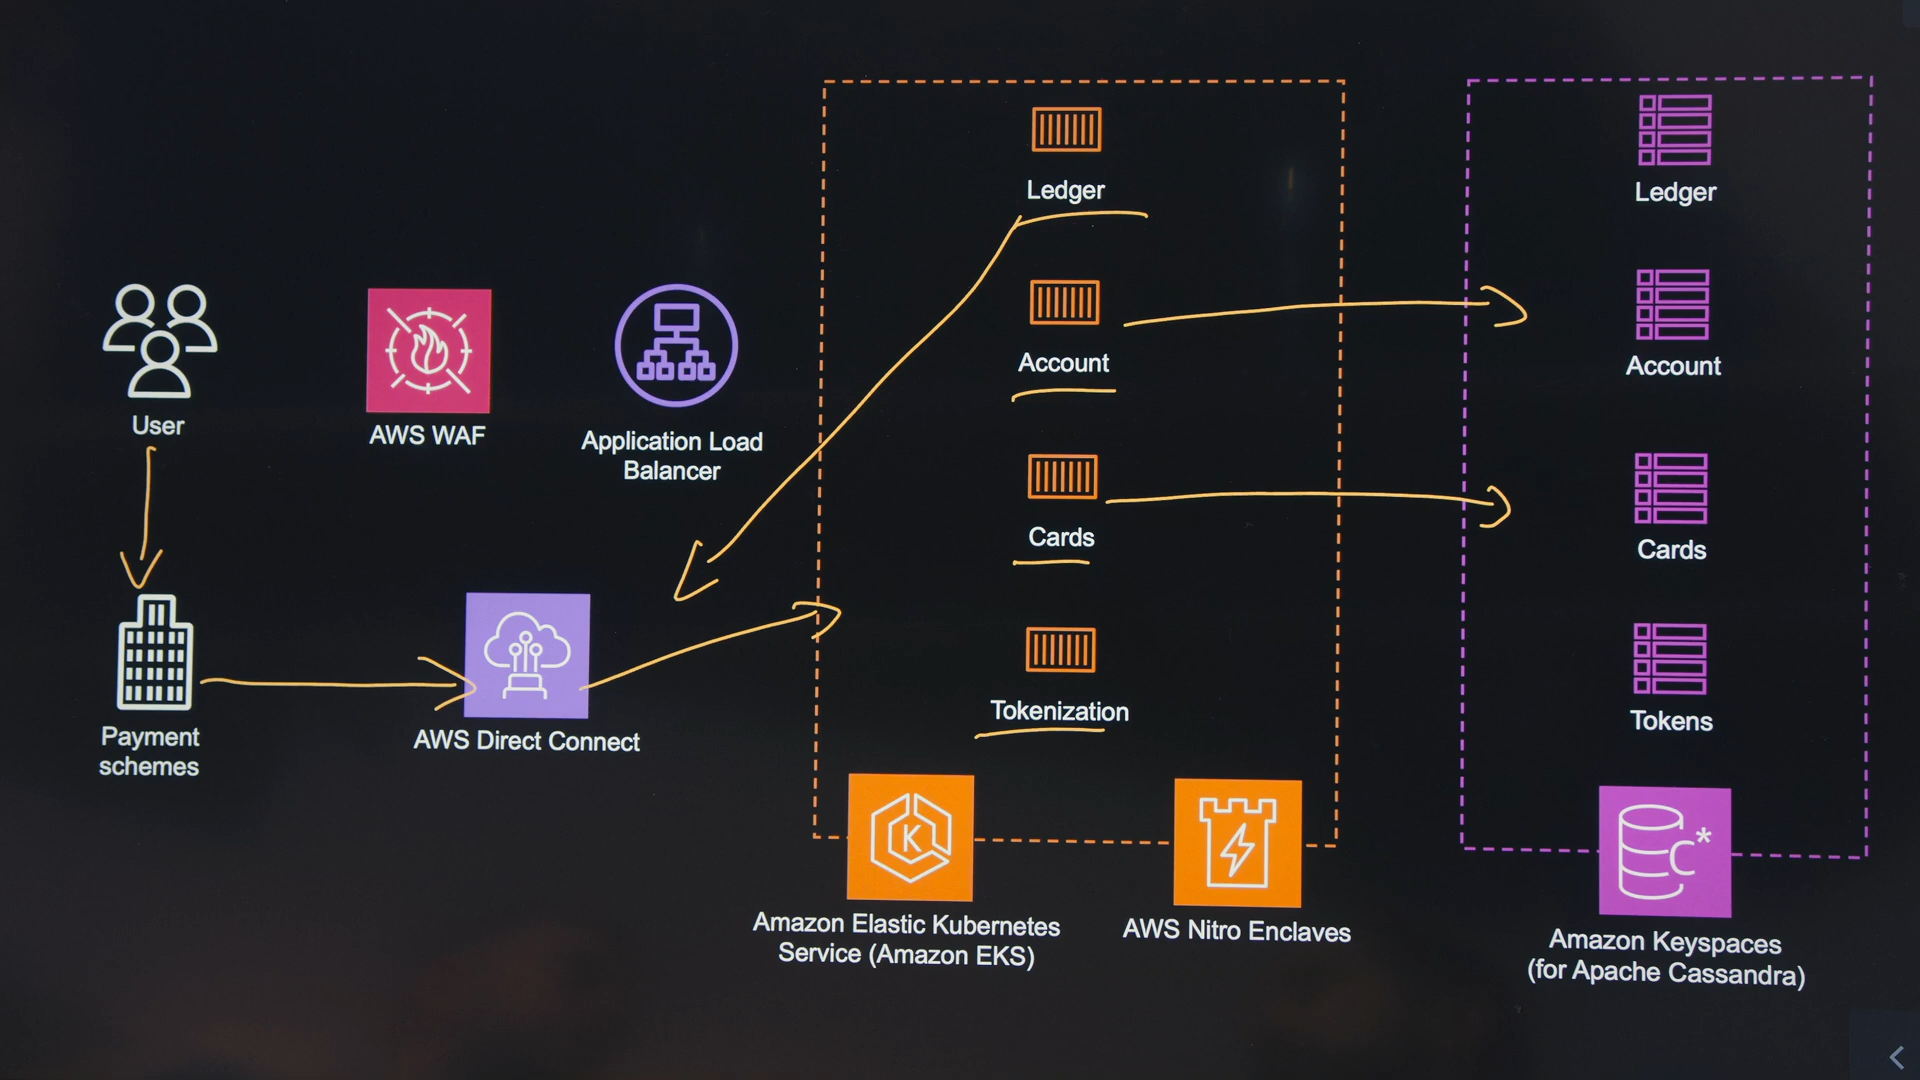 User
AWS WAF
Application Load
Balancer
Payment
schemes
AWS Direct Connect
Ledger
Account
Cards
Tokenization
K
Amazon Elastic Kubernetes
Service (Amazon EKS)
AWS Nitro Enclaves
Ledger
Account
Cards
Tokens
C*
Amazon Keyspaces
(for Apache Cassandra)